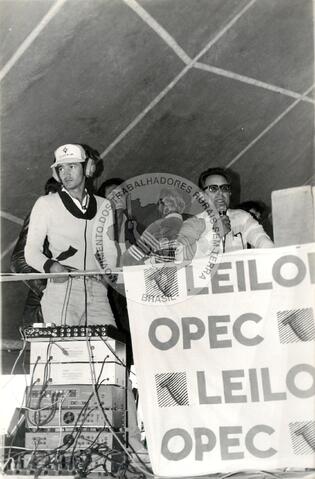 MOVIMENTO DOS TRABALHADORES RURAIS SEM TERRA
BRASIL
LEILO
OPEC
LEILO
OPEC